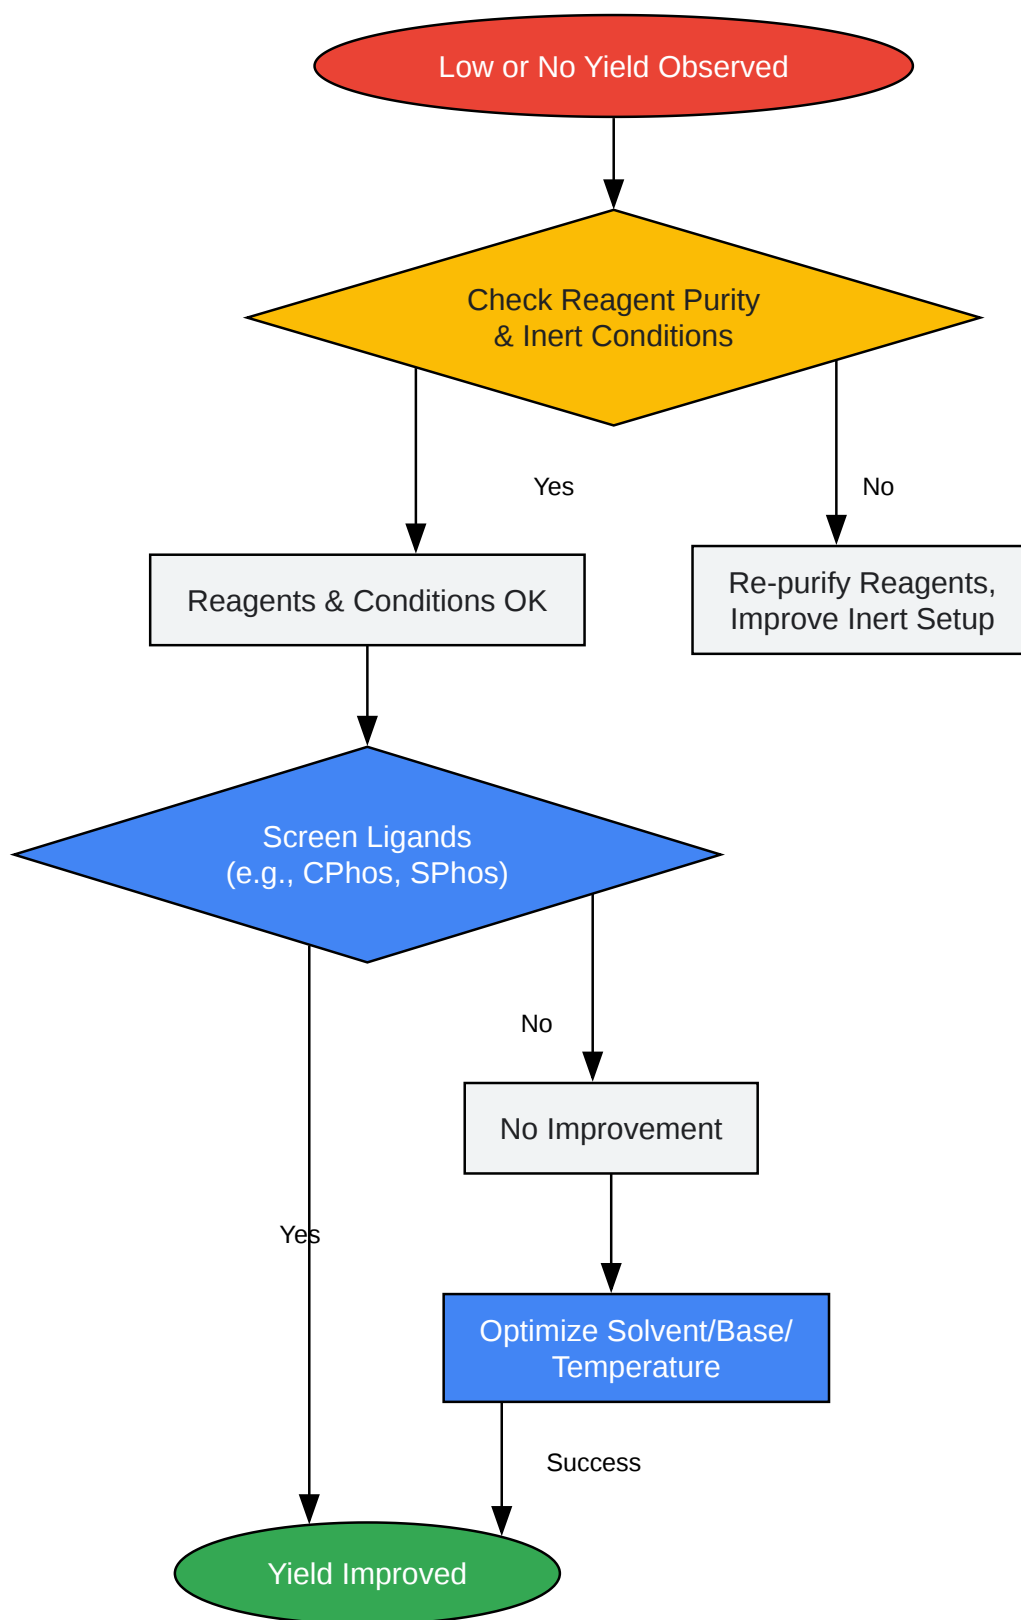 Low or No Yield Observed
Check Reagent Purity
& Inert Conditions
Yes
No
Reagents & Conditions OK
Re-purify Reagents,
Improve Inert Setup
Screen Ligands
(e.g., CPhos, SPhos)
No
No Improvement
Yes
Optimize Solvent/Base/
Temperature
Success
Yield Improved